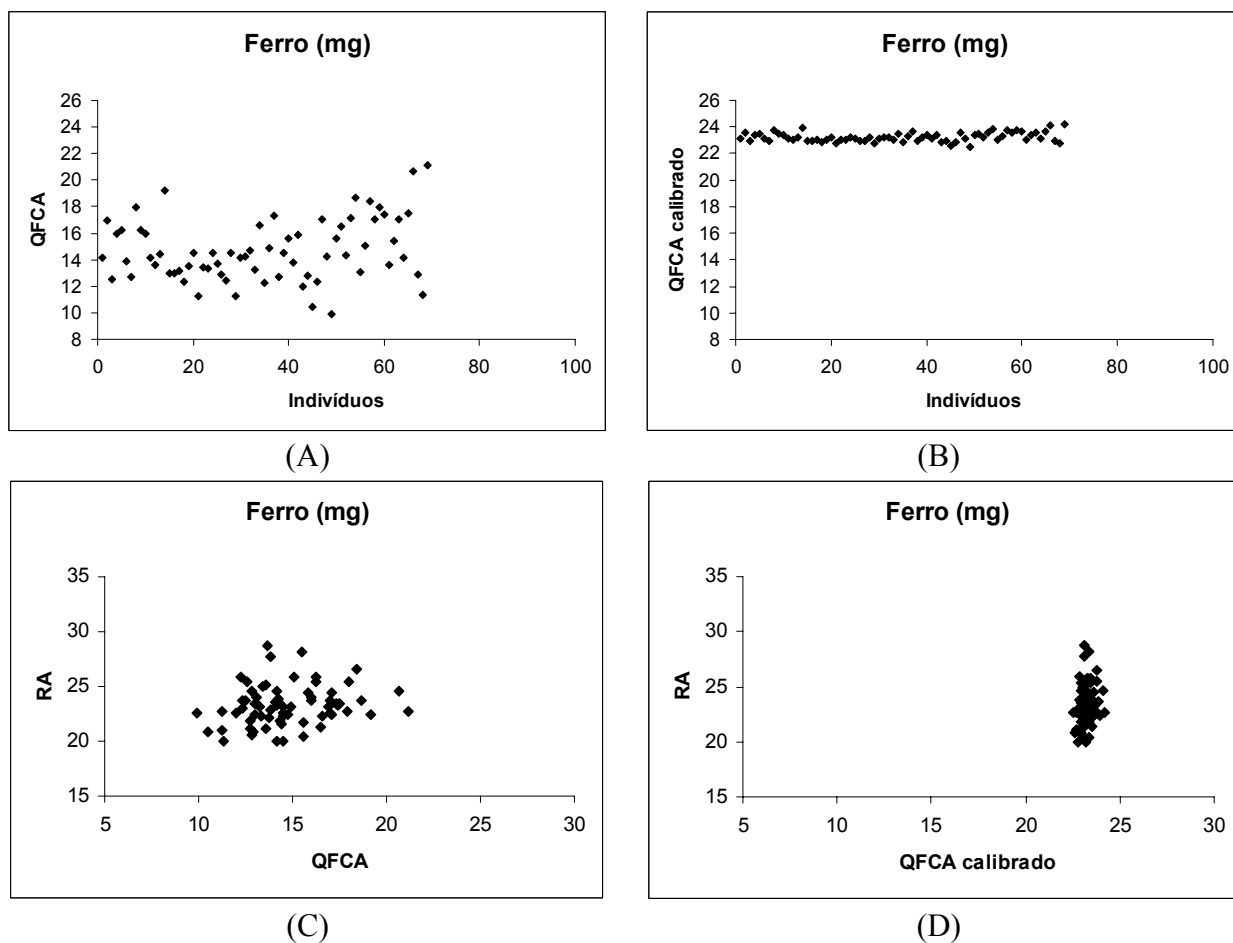 Ferro (mg)
QFCA
26
24
22
20
18
16
14
12
10
8
0 20 40 60 80 100
Indivíduos
(A)
Ferro (mg)
QFCA calibrado
26
24
22
20
18
16
14
12
10
8
0 20 40 60 80 100
Indivíduos
(B)
Ferro (mg)
RA
35
30
25
20
15
5 10 15 20 25 30
QFCA
(C)
Ferro (mg)
RA
35
30
25
20
15
5 10 15 20 25 30
QFCA calibrado
(D)